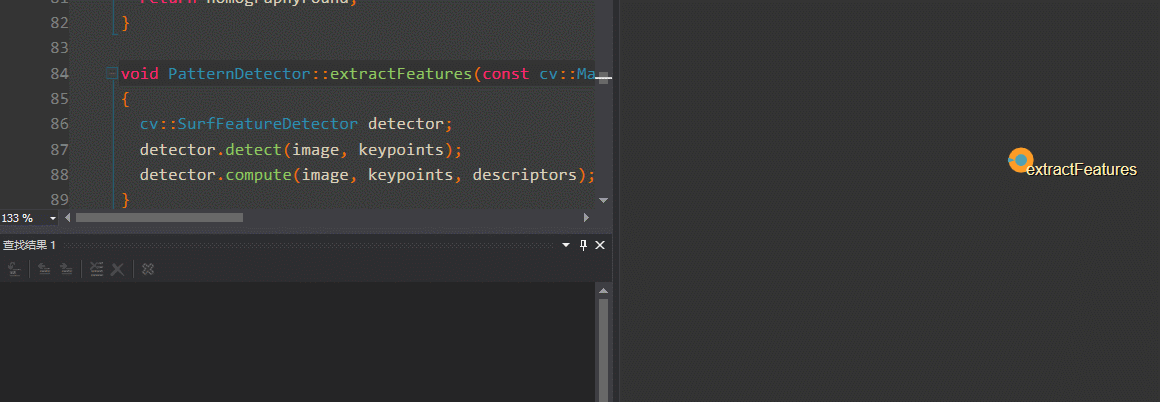 81 return homographyFound;
82 }
83
84 void PatternDetector::extractFeatures(const cv::Ma
85 {
86 cv::SurfFeatureDetector detector;
87 detector.detect(image, keypoints);
88 detector.compute(image, keypoints, descriptors);
89 }
133 %
查找结果 1
extractFeatures